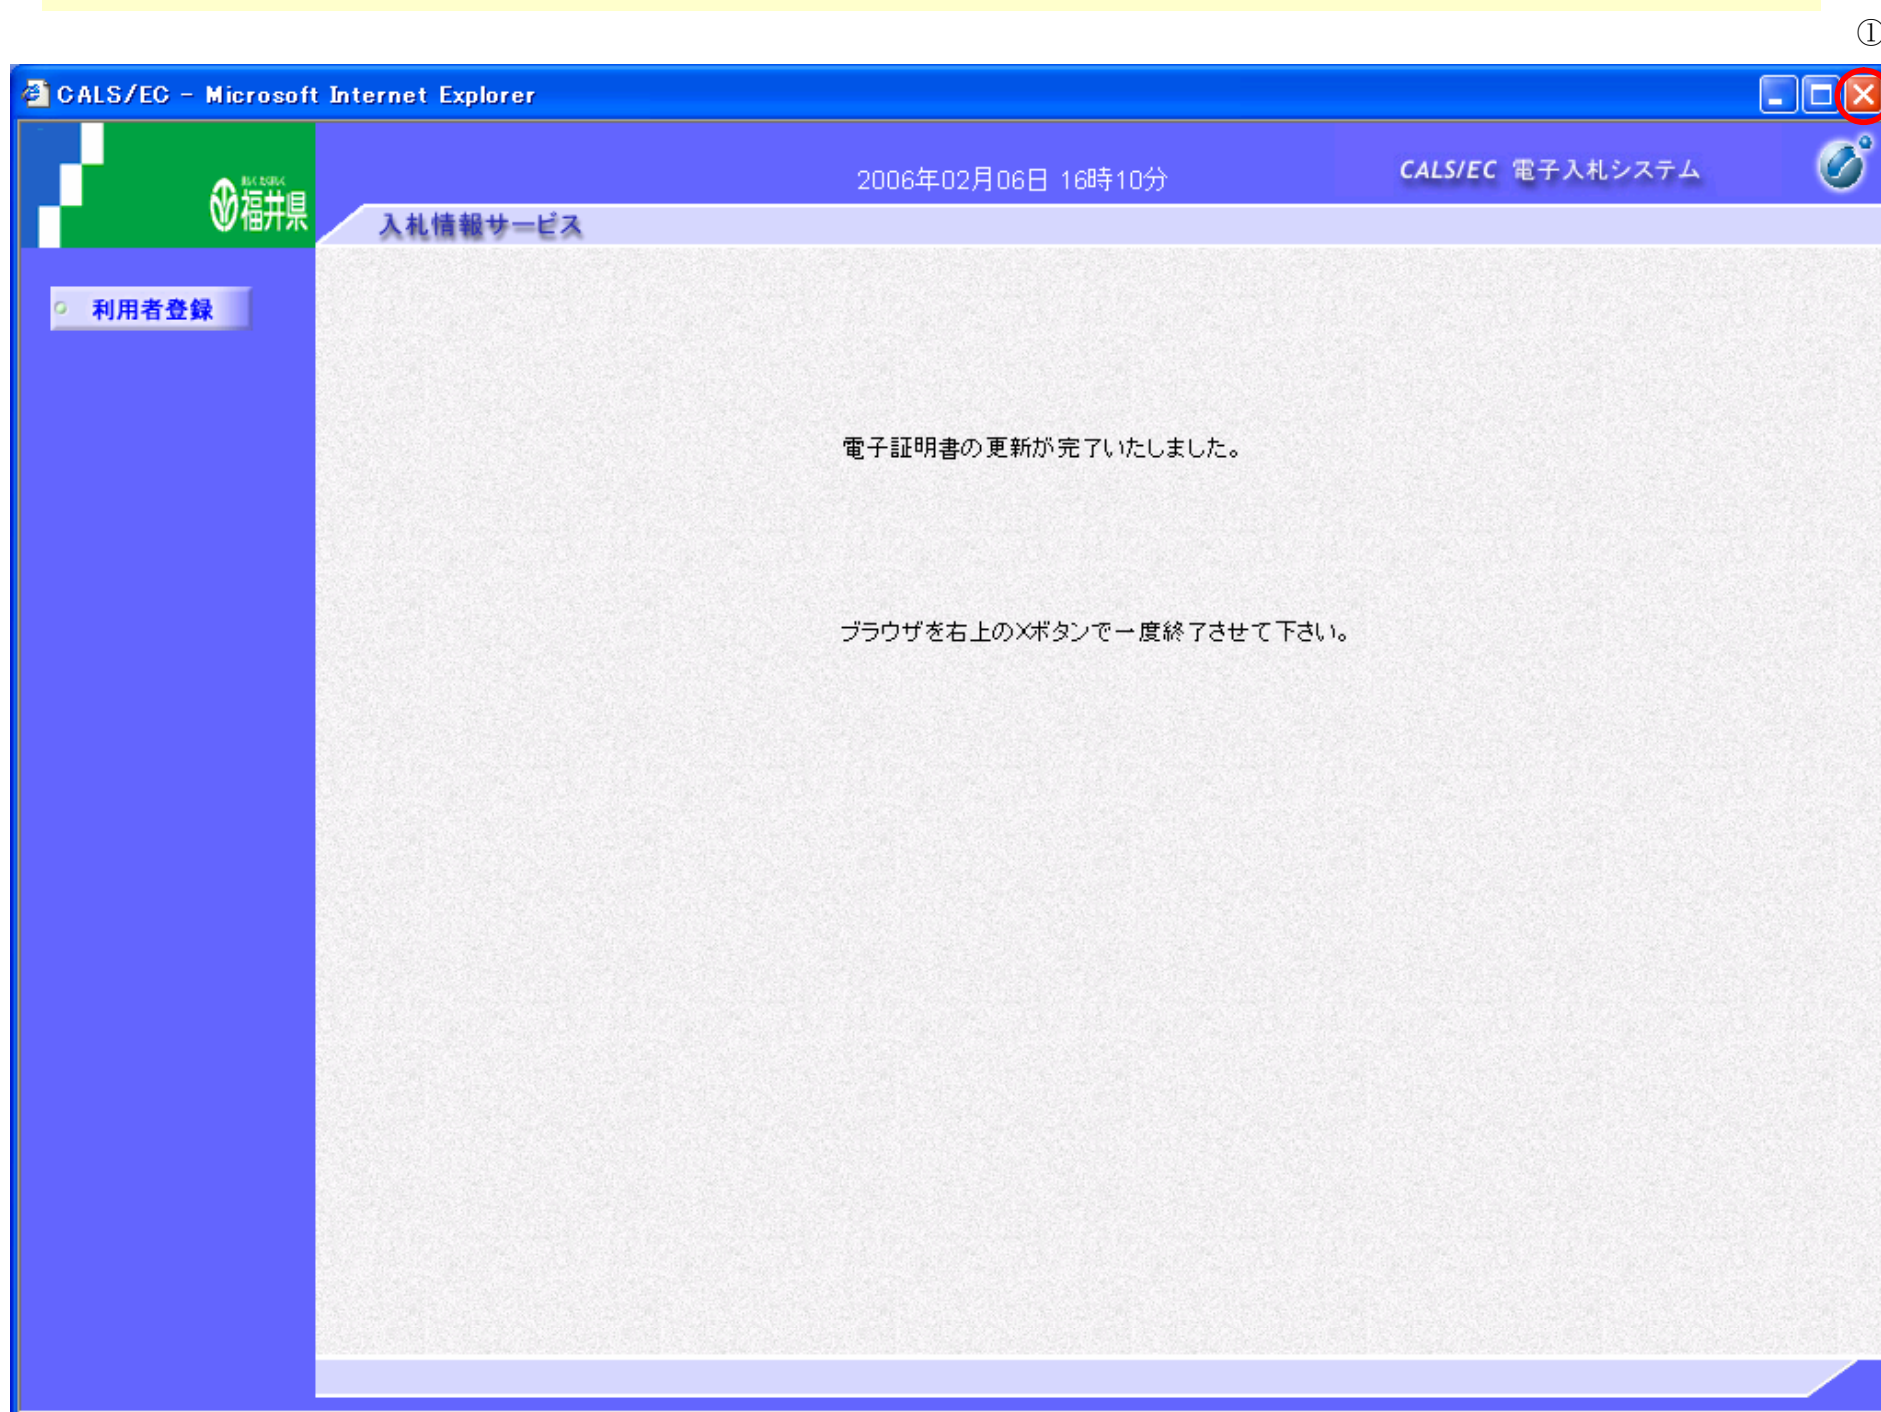 ①
CALS/EC - Microsoft Internet Explorer
福井県
2006年02月06日 16時10分
CALS/EC 電子入札システム
入札情報サービス
利用者登録
電子証明書の更新が完了いたしました。
ブラウザを右上のXボタンで一度終了させて下さい。